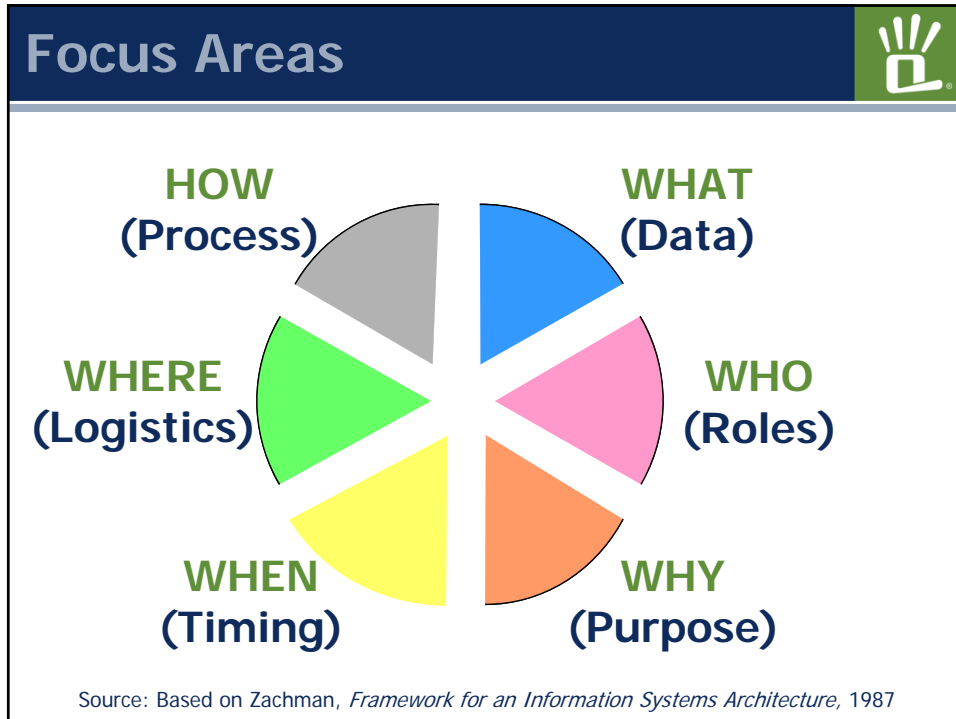 Focus Areas
®
HOW
(Process)
WHAT
(Data)
WHERE
(Logistics)
WHO
(Roles)
WHEN
(Timing)
WHY
(Purpose)
Source: Based on Zachman, Framework for an Information Systems Architecture, 1987